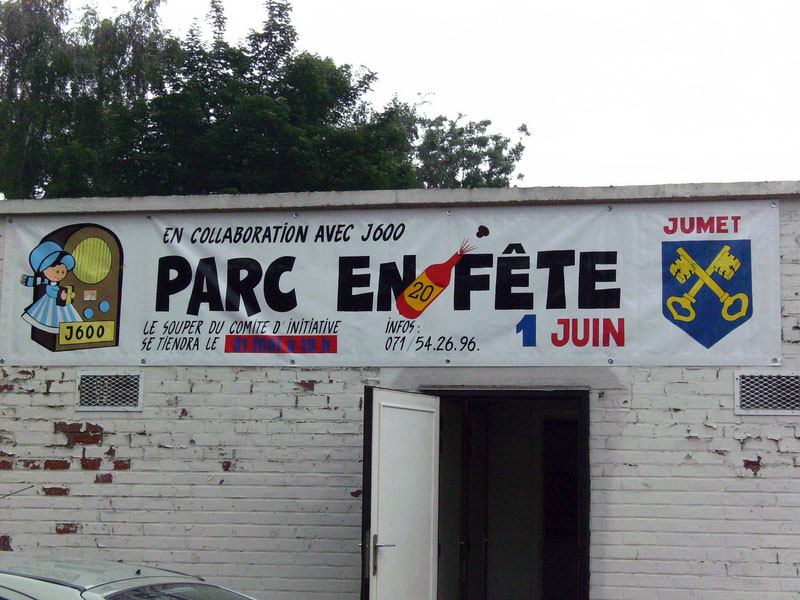 EN COLLABORATION AVEC J600
PARC EN FÊTE
20
LE SOUPER DU COMITE D'INITIATIVE
SE TIENDRA LE 31 MAI A 19 H
INFOS:
071/54.26.96.
1 JUIN
JUMET
J600